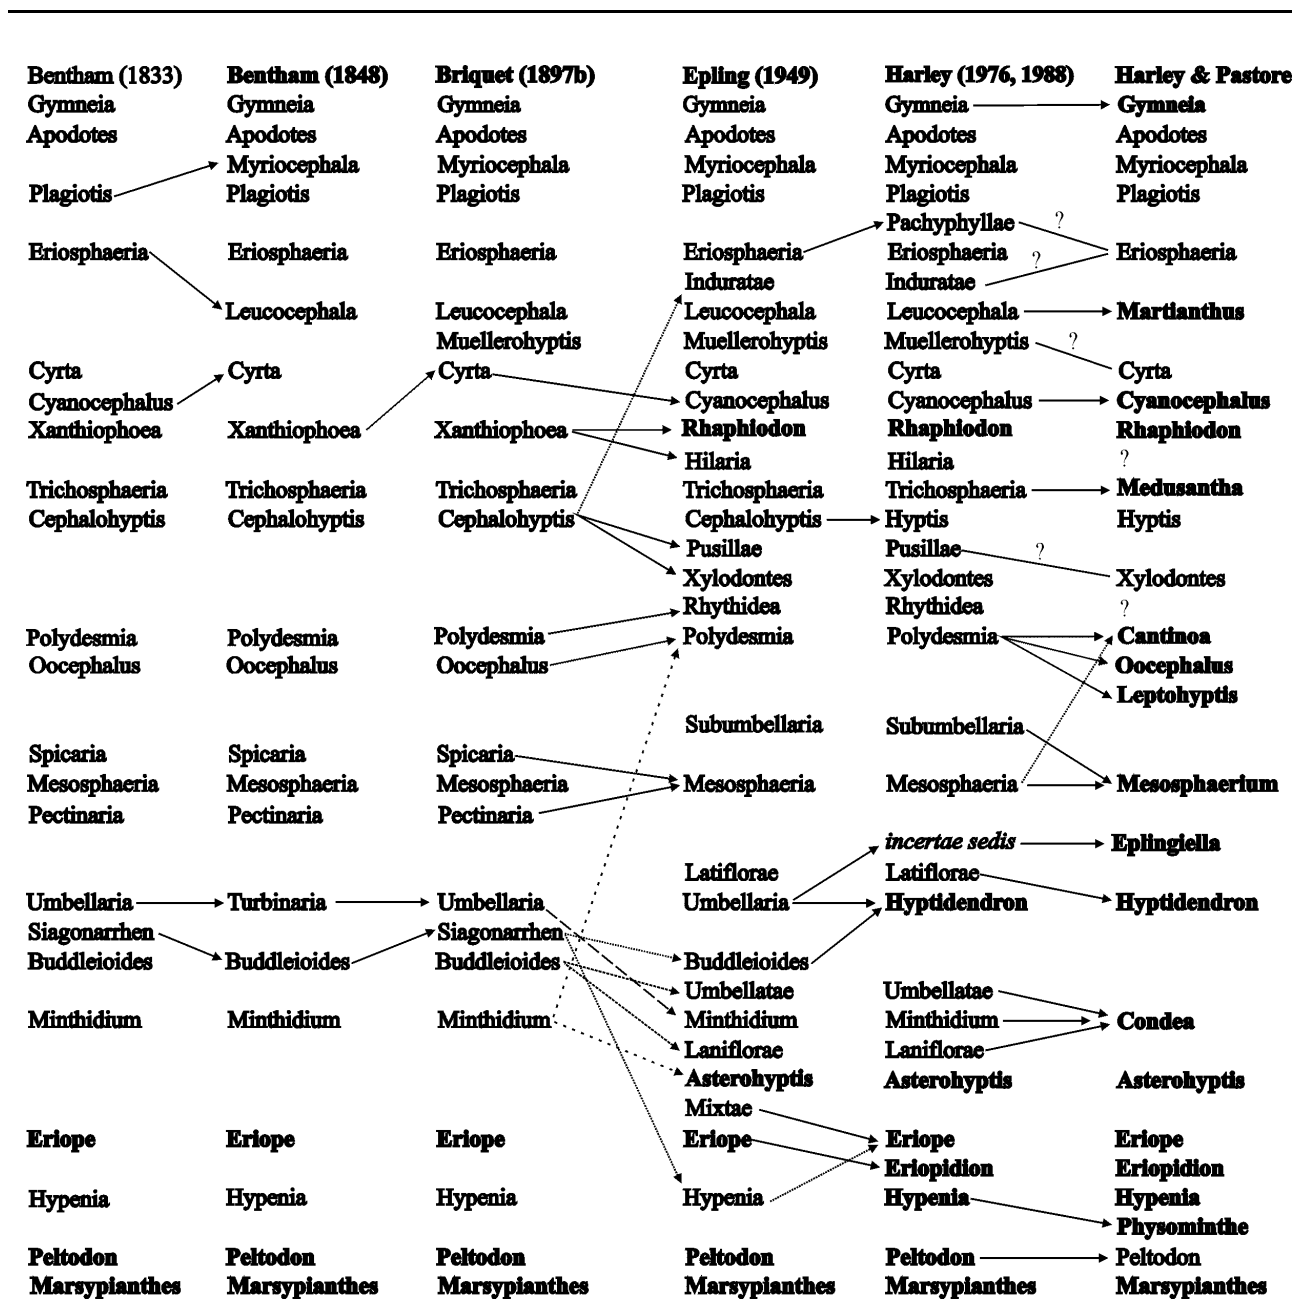 Bentham (1833) Bentham (1848) Briquet (1897b) Epling (1949) Harley (1976, 1988) Harley & Pastore
Gymneia Gymneia Gymneia Gymneia Gymneia Gymneia
Apodotes Apodotes Apodotes Apodotes Apodotes Apodotes
Myriocephala Myriocephala Myriocephala Myriocephala Myriocephala
Plagiotis Plagiotis Plagiotis Plagiotis Plagiotis Plagiotis
Pachyphyllae ?
Eriosphaeria Eriosphaeria Eriosphaeria Eriosphaeria Eriosphaeria ? Eriosphaeria
Induratae Induratae
Leucocephala Leucocephala Leucocephala Leucocephala Martianthus
Muellerohyptis Muellerohyptis Muellerohyptis ?
Cyrta Cyrta Cyrta Cyrta Cyrta Cyrta
Cyanocephalus Cyanocephalus Cyanocephalus Cyanocephalus
Xanthiophoea Xanthiophoea Xanthiophoea Rhaphiodon Rhaphiodon Rhaphiodon
Hilaria Hilaria ?
Trichosphaeria Trichosphaeria Trichosphaeria Trichosphaeria Trichosphaeria Medusantha
Cephalohyptis Cephalohyptis Cephalohyptis Cephalohyptis Hyptis Hyptis
Pusillae Pusillae ?
Xylodontes Xylodontes Xylodontes
Rhythidea Rhythidea ?
Polydesmia Polydesmia Polydesmia Polydesmia Polydesmia Cantinoa
Oocephalus Oocephalus Oocephalus Oocephalus
Leptohyptis
Subumbellaria Subumbellaria
Spicaria Spicaria Spicaria
Mesosphaeria Mesosphaeria Mesosphaeria Mesosphaeria Mesosphaeria Mesosphaerium
Pectinaria Pectinaria Pectinaria
incertae sedis Eplingiella
Latiflorae Latiflorae
Umbellaria Turbinaria Umbellaria Umbellaria Hyptidendron Hyptidendron
Siagonarrhen Siagonarrhen
Buddleioides Buddleioides Buddleioides Buddleioides
Umbellatae Umbellatae
Minthidium Minthidium Minthidium Minthidium Minthidium Condea
Laniflorae Laniflorae
Asterohyptis Asterohyptis Asterohyptis
Mixtae
Eriope Eriope Eriope Eriope Eriope Eriope
Eriopidion Eriopidion
Hypenia Hypenia Hypenia Hypenia Hypenia Hypenia
Physominthe
Peltodon Peltodon Peltodon Peltodon Peltodon Peltodon
Marsypianthes Marsypianthes Marsypianthes Marsypianthes Marsypianthes Marsypianthes